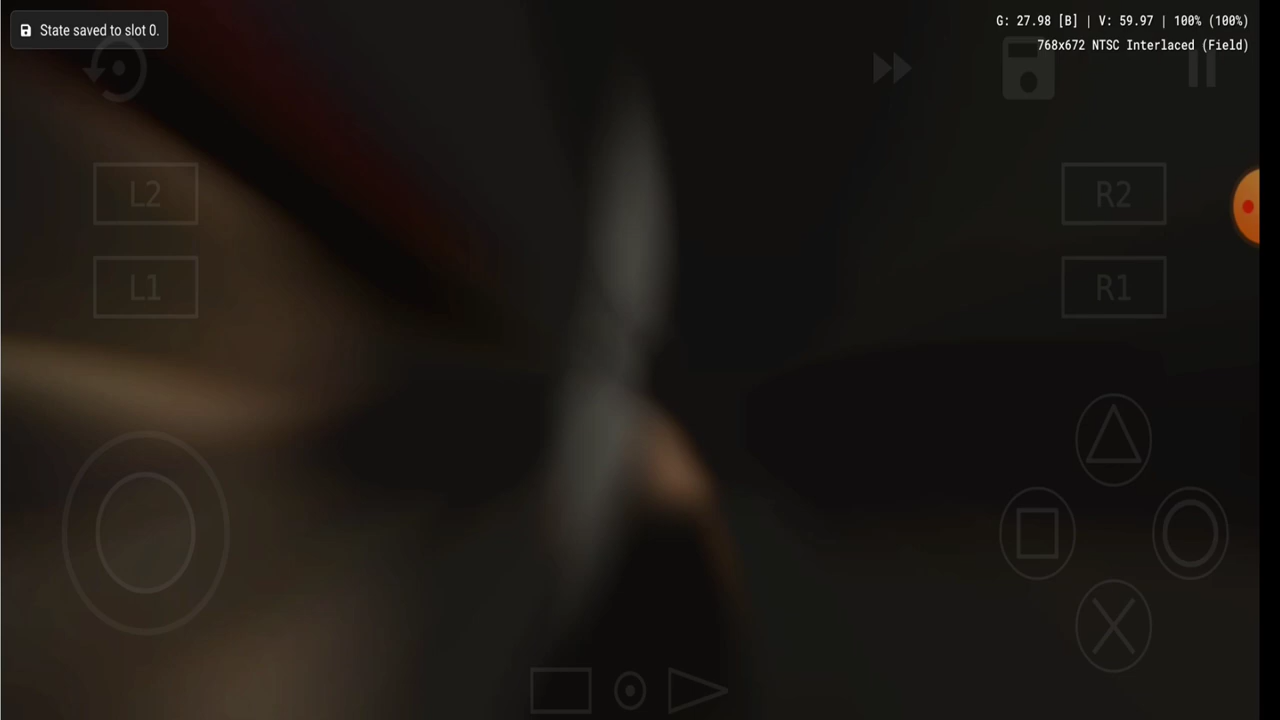 State saved to slot 0.
G: 27.98 [B] | V: 59.97 | 100% (100%)
768x672 NTSC Interlaced (Field)
L2
R2
L1
R1